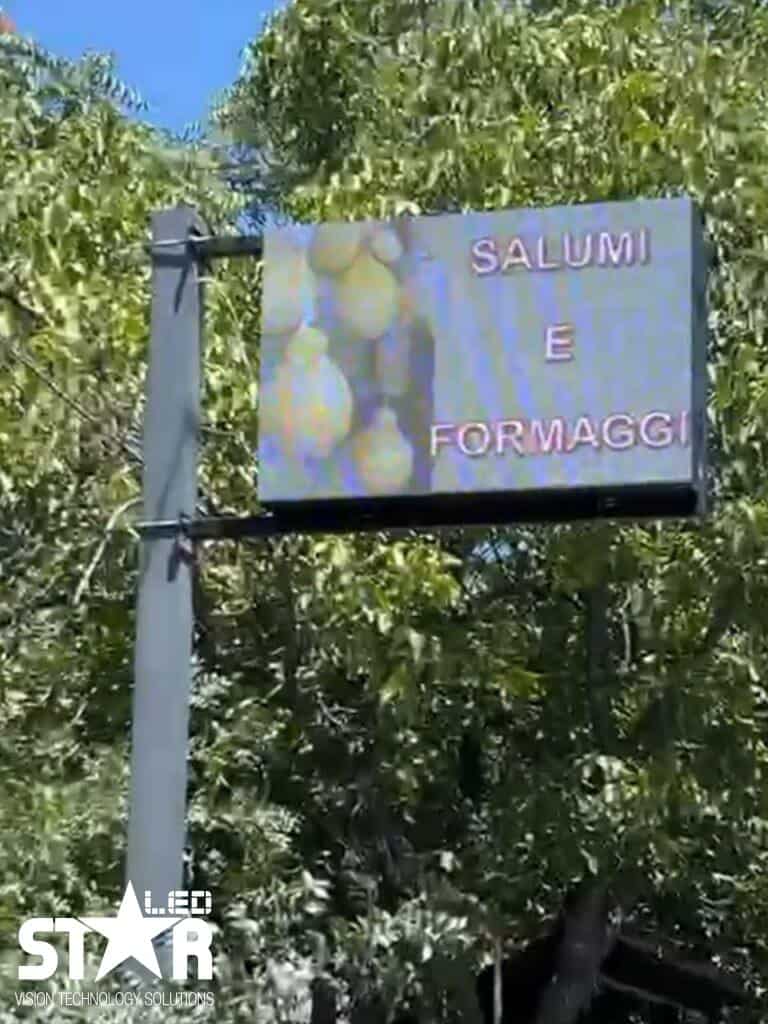 SALUMI
E
FORMAGGI
LED
STAR
VISION TECHNOLOGY SOLUTIONS